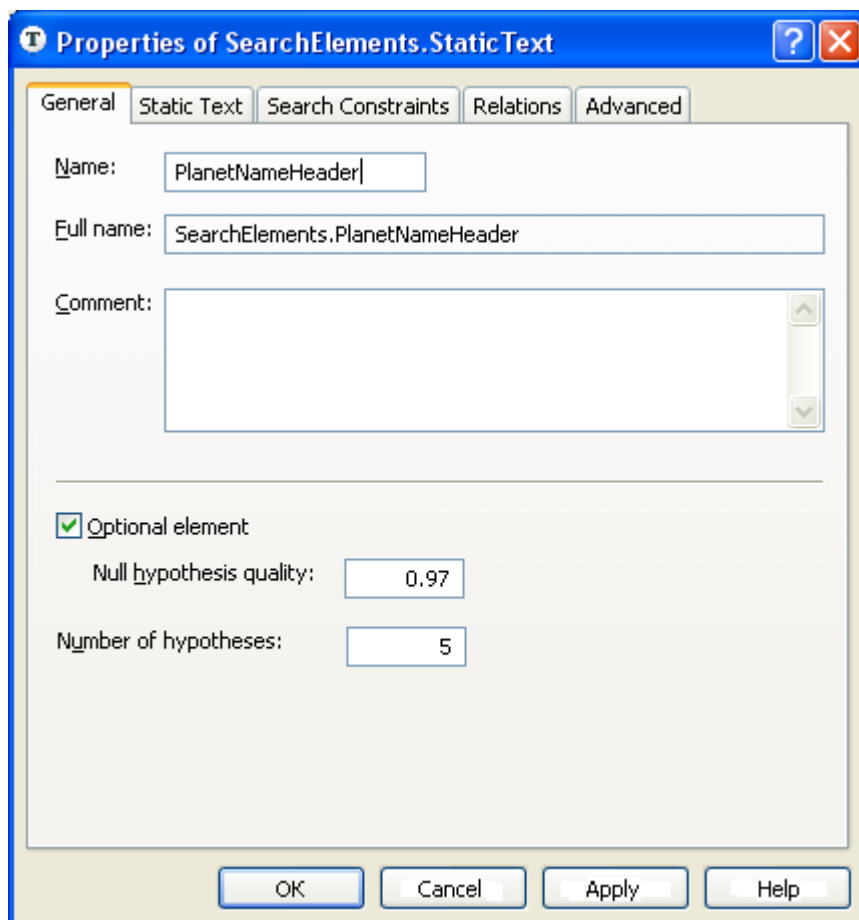 Properties of SearchElements.StaticText
General Static Text Search Constraints Relations Advanced
Name: PlanetNameHeader
Full name: SearchElements.PlanetNameHeader
Comment:
Optional element
Null hypothesis quality: 0.97
Number of hypotheses: 5
OK Cancel Apply Help